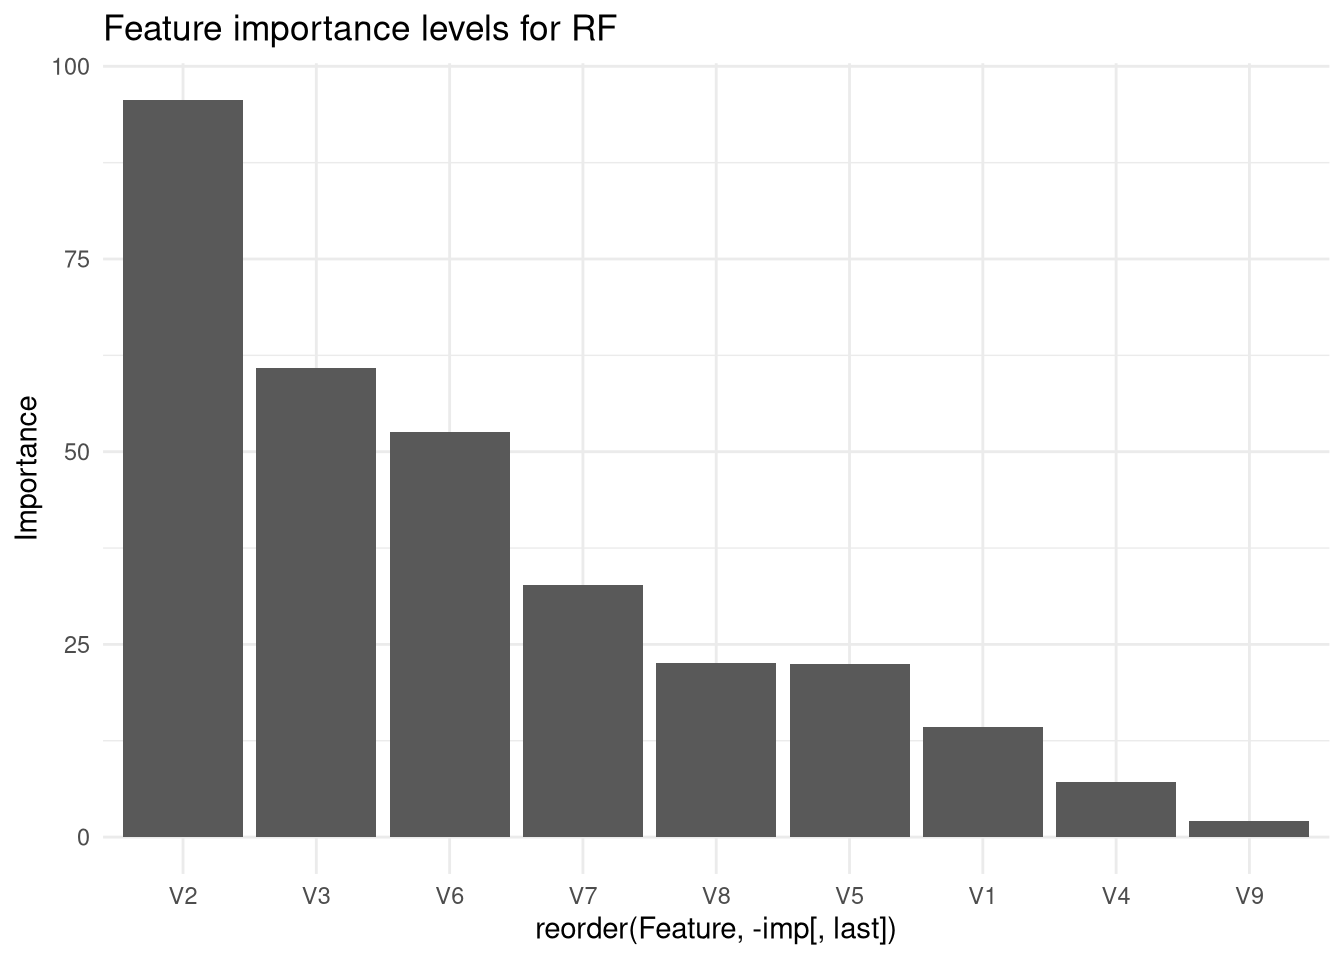 Feature importance levels for RF
100
75
50
25
0
Importance
V2 V3 V6 V7 V8 V5 V1 V4 V9
reorder(Feature, -imp[, last])